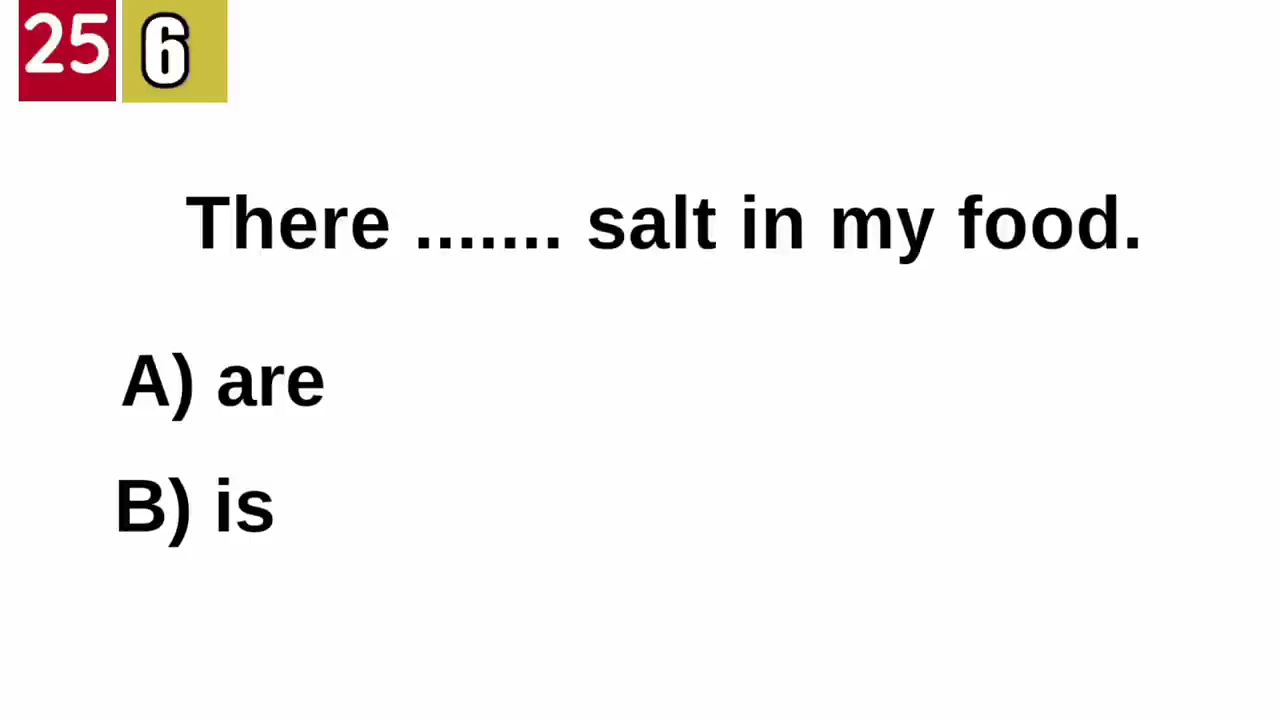 25 6
There ....... salt in my food.
A) are
B) is